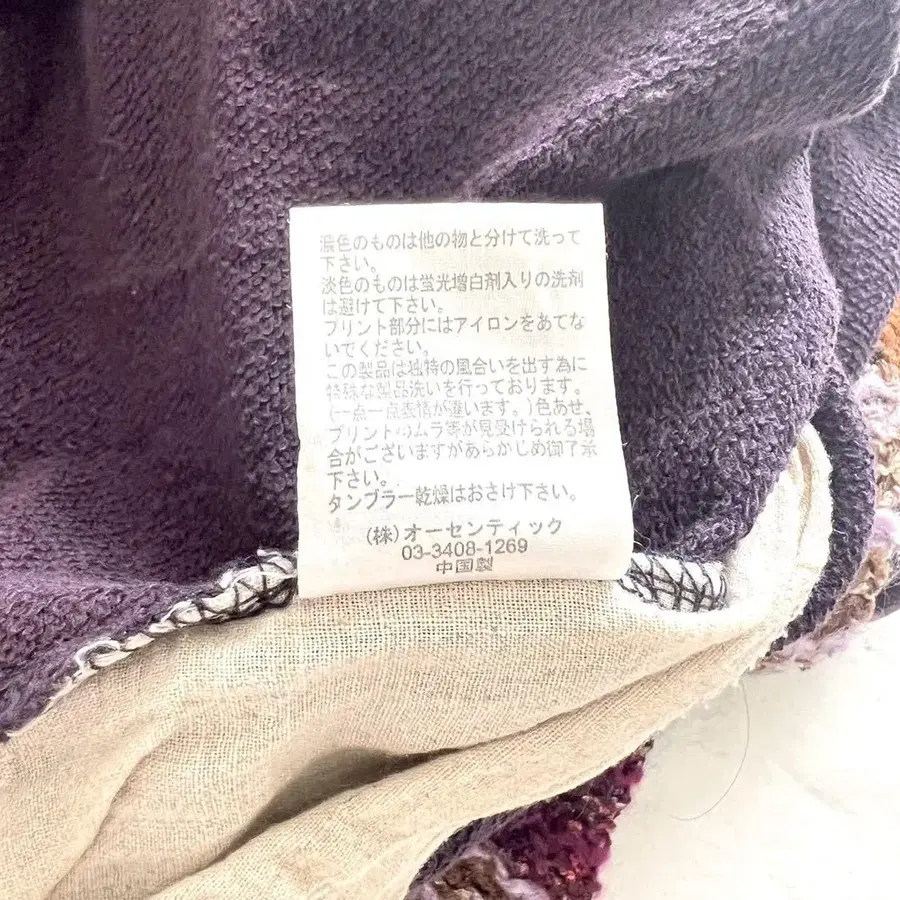 濃色のものは他の物と分けて洗って
下さい。
淡色のものは蛍光増白剤入りの洗剤
は避けて下さい。
プリント部分にはアイロンをあてな
いでください。
この製品は独特の風合いを出す為に
特殊な製品洗いを行っております。
(一点一点表情が違います。)色あせ、
プリントのムラ等が見受けられる場
合がございますがあらかじめ御了承
下さい。
タンブラー乾燥はおさけ下さい。
(株)オーセンティック
03-3408-1269
中国製